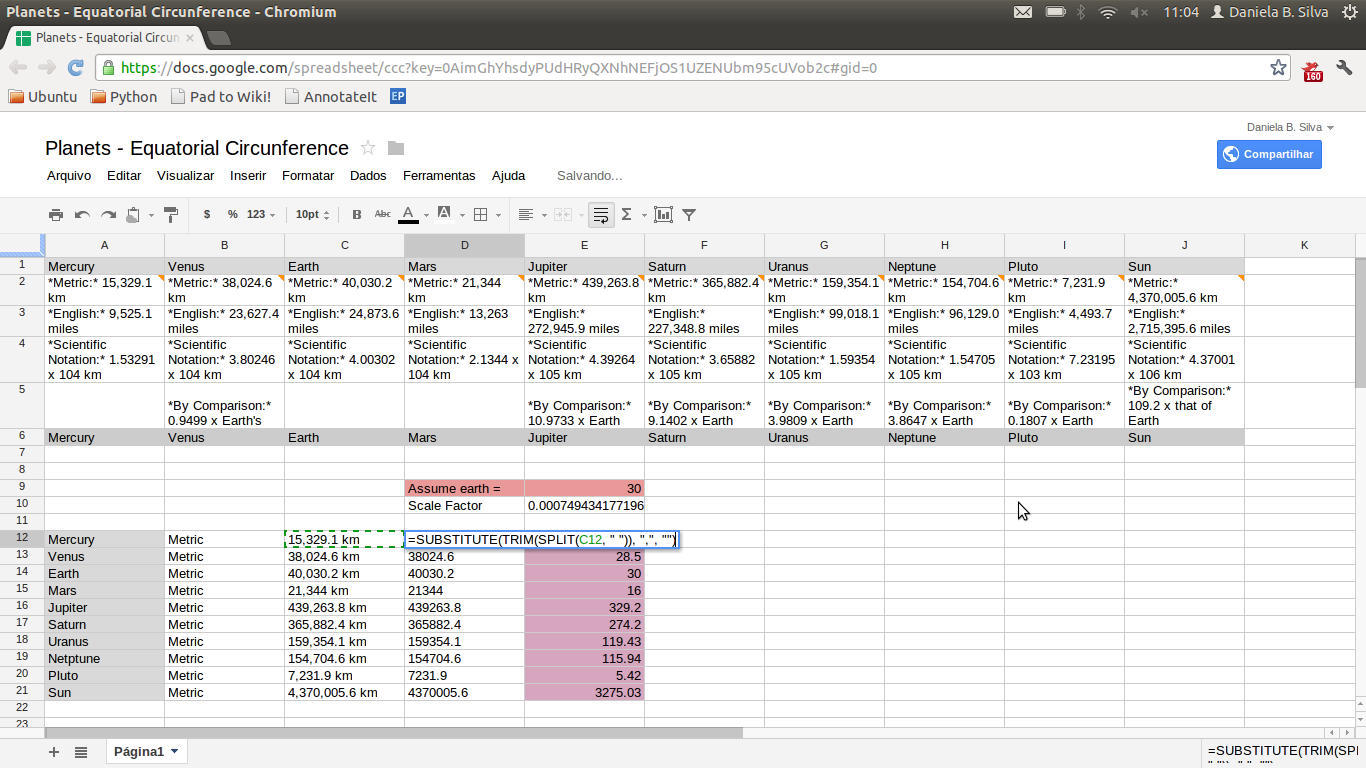 Planets - Equatorial Circunference - Chromium 11:04 Daniela B. Silva
Planets - Equatorial Circun
https://docs.google.com/spreadsheet/ccc?key=0AimGhYhsdyPUdHRyQXNhNEFjOS1UZENUbm95cUVob2c#gid=0
160
Ubuntu Python Pad to Wiki! AnnotateIt EP
Daniela B. Silva
Planets - Equatorial Circunference
Compartilhar
Arquivo Editar Visualizar Inserir Formatar Dados Ferramentas Ajuda Salvando...
$ % 123 10pt B Abc A A Σ
A B C D E F G H I J K
1 Mercury Venus Earth Mars Jupiter Saturn Uranus Neptune Pluto Sun
2 *Metric:* 15,329.1 *Metric:* 38,024.6 *Metric:* 40,030.2 *Metric:* 21,344 *Metric:* 439,263.8 *Metric:* 365,882.4 *Metric:* 159,354.1 *Metric:* 154,704.6 *Metric:* 7,231.9 *Metric:*
km km km km km km km km km 4,370,005.6 km
3 *English:* 9,525.1 *English:* 23,627.4 *English:* 24,873.6 *English:* 13,263 *English:* *English:* *English:* 99,018.1 *English:* 96,129.0 *English:* 4,493.7 *English:*
miles miles miles miles 272,945.9 miles 227,348.8 miles miles miles miles 2,715,395.6 miles
4 *Scientific *Scientific *Scientific *Scientific *Scientific *Scientific *Scientific *Scientific *Scientific *Scientific
Notation:* 1.53291 Notation:* 3.80246 Notation:* 4.00302 Notation:* 2.1344 x Notation:* 4.39264 Notation:* 3.65882 Notation:* 1.59354 Notation:* 1.54705 Notation:* 7.23195 Notation:* 4.37001
x 104 km x 104 km x 104 km 104 km x 105 km x 105 km x 105 km x 105 km x 103 km x 106 km
5 *By Comparison:*
*By Comparison:* *By Comparison:* *By Comparison:* *By Comparison:* *By Comparison:* *By Comparison:* 109.2 x that of
0.9499 x Earth's 10.9733 x Earth 9.1402 x Earth 3.9809 x Earth 3.8647 x Earth 0.1807 x Earth Earth
6 Mercury Venus Earth Mars Jupiter Saturn Uranus Neptune Pluto Sun
7
8
9 Assume earth = 30
10 Scale Factor 0.000749434177196
11
12 Mercury Metric 15,329.1 km =SUBSTITUTE(TRIM(SPLIT(C12, " ")), ",", "")
13 Venus Metric 38,024.6 km 38024.6 28.5
14 Earth Metric 40,030.2 km 40030.2 30
15 Mars Metric 21,344 km 21344 16
16 Jupiter Metric 439,263.8 km 439263.8 329.2
17 Saturn Metric 365,882.4 km 365882.4 274.2
18 Uranus Metric 159,354.1 km 159354.1 119.43
19 Netptune Metric 154,704.6 km 154704.6 115.94
20 Pluto Metric 7,231.9 km 7231.9 5.42
21 Sun Metric 4,370,005.6 km 4370005.6 3275.03
22
23
Página1 =SUBSTITUTE(TRIM(SPI